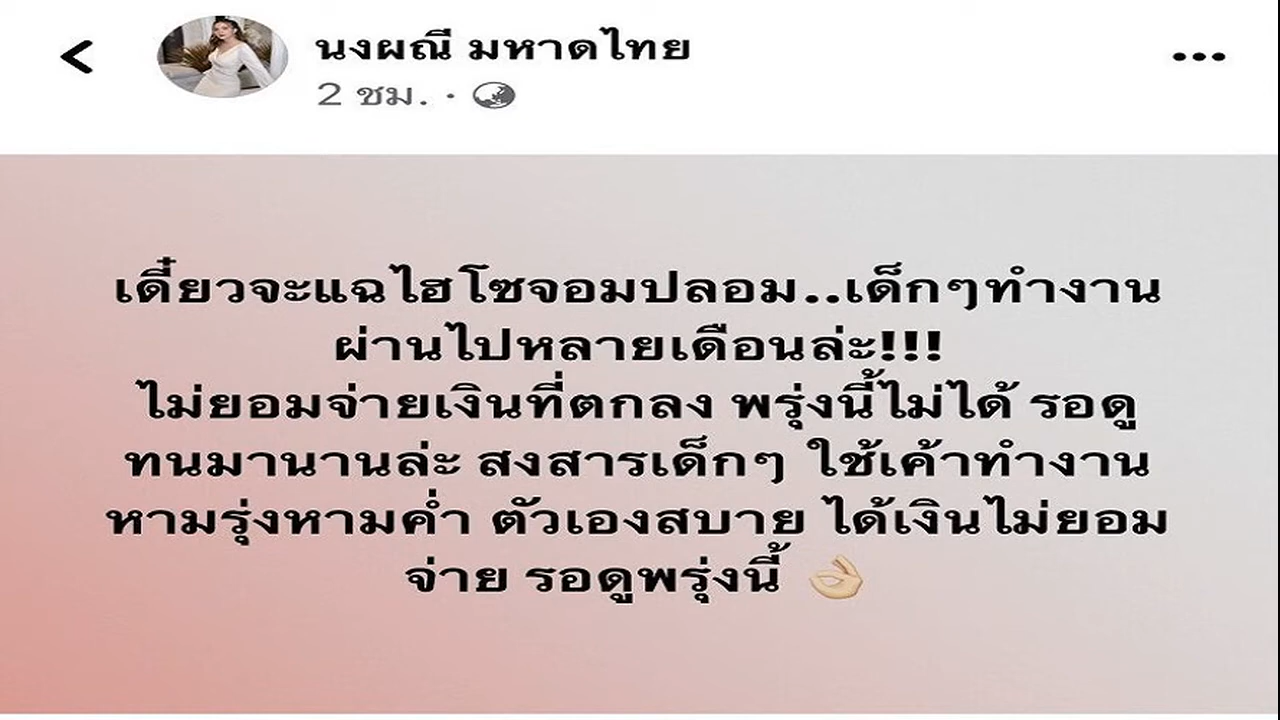 นงผณี มหาดไทย
2 ชม. ·
เดี๋ยวจะแฉไฮโซจอมปลอม..เด็กๆทำงาน
ผ่านไปหลายเดือนล่ะ!!!
ไม่ยอมจ่ายเงินที่ตกลง พรุ่งนี้ไม่ได้ รอดู
ทนมานานล่ะ สงสารเด็กๆ ใช้เค้าทำงาน
หามรุ่งหามค่ำ ตัวเองสบาย ได้เงินไม่ยอม
จ่าย รอดูพรุ่งนี้ 👌🏼